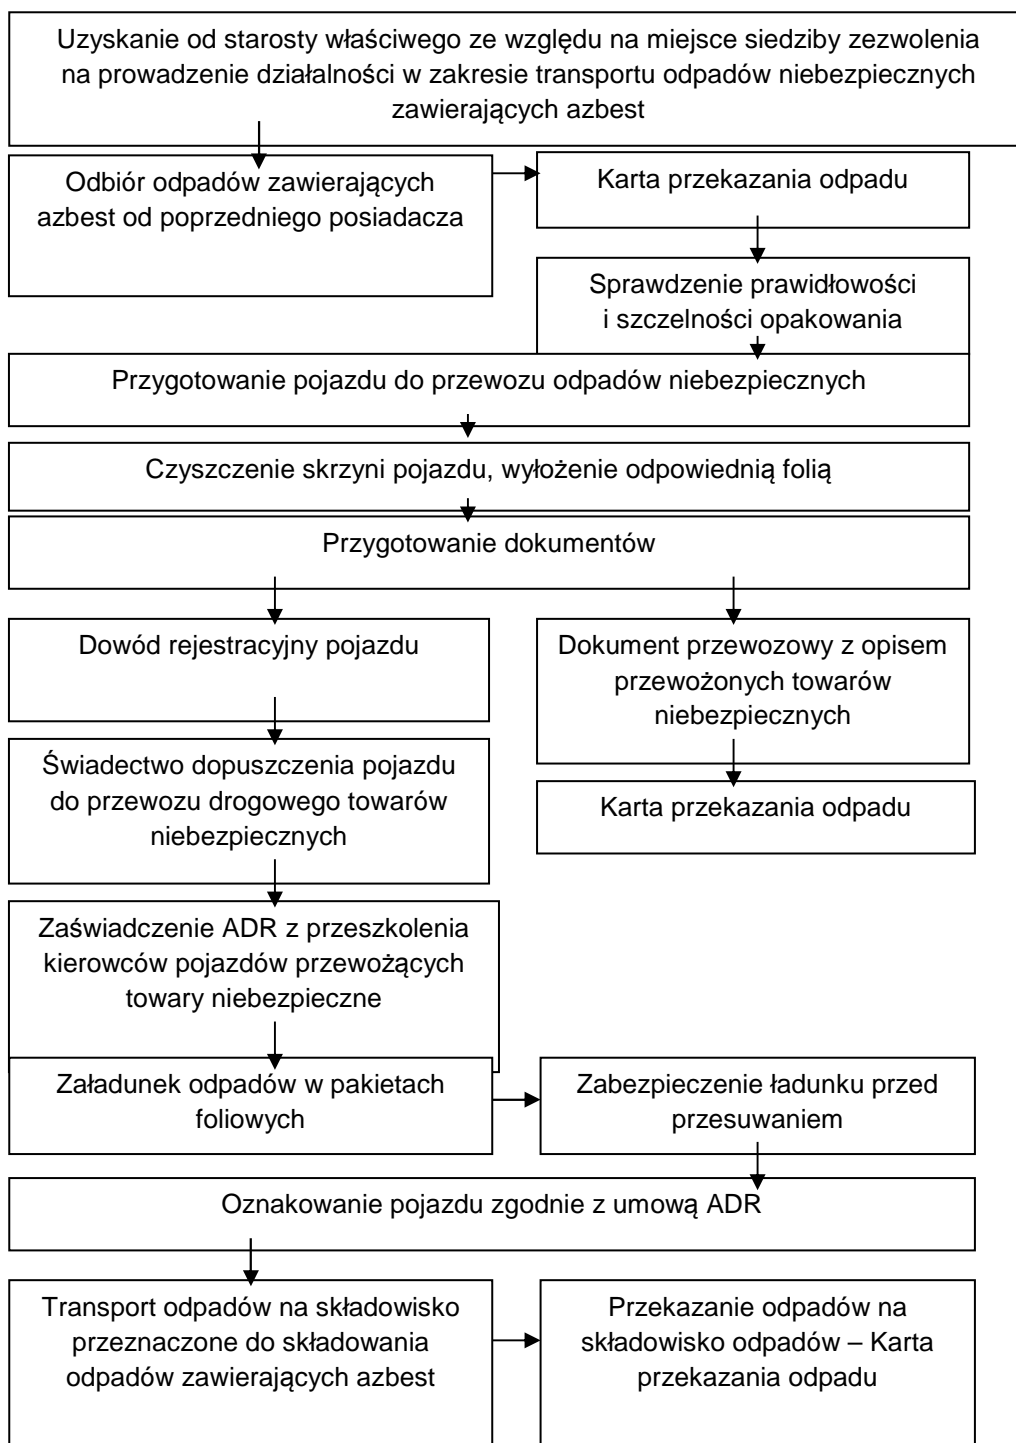 Uzyskanie od starosty właściwego ze względu na miejsce siedziby zezwolenia
na prowadzenie działalności w zakresie transportu odpadów niebezpiecznych
zawierających azbest
Odbiór odpadów zawierających
azbest od poprzedniego posiadacza
Karta przekazania odpadu
Sprawdzenie prawidłowości
i szczelności opakowania
Przygotowanie pojazdu do przewozu odpadów niebezpiecznych
Czyszczenie skrzyni pojazdu, wyłożenie odpowiednią folią
Przygotowanie dokumentów
Dowód rejestracyjny pojazdu
Świadectwo dopuszczenia pojazdu
do przewozu drogowego towarów
niebezpiecznych
Zaświadczenie ADR z przeszkolenia
kierowców pojazdów przewożących
towary niebezpieczne
Dokument przewozowy z opisem
przewożonych towarów
niebezpiecznych
Karta przekazania odpadu
Załadunek odpadów w pakietach
foliowych
Zabezpieczenie ładunku przed
przesuwaniem
Oznakowanie pojazdu zgodnie z umową ADR
Transport odpadów na składowisko
przeznaczone do składowania
odpadów zawierających azbest
Przekazanie odpadów na
składowisko odpadów – Karta
przekazania odpadu